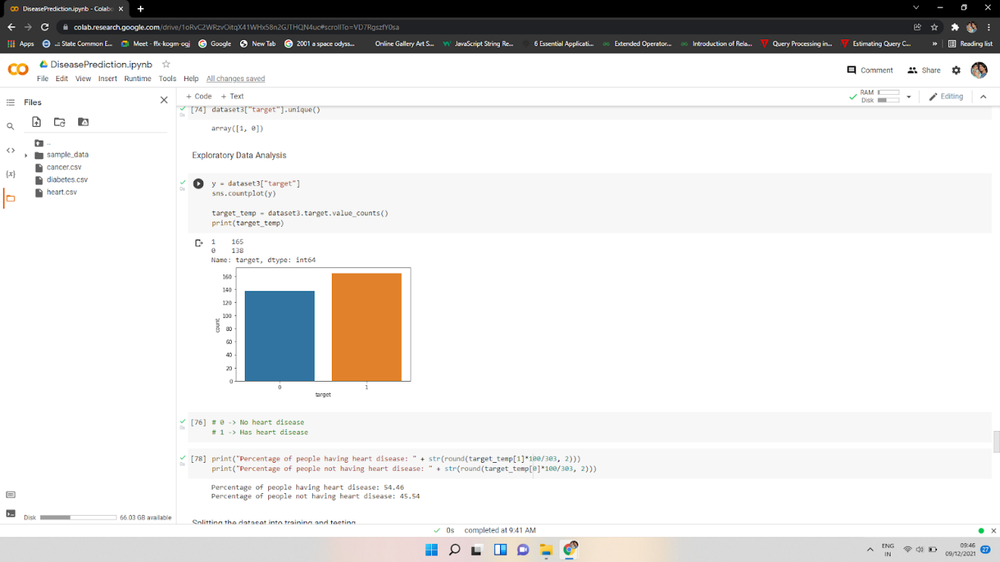 DiseasePrediction.ipynb - Colab
colab.research.google.com/drive/1oRvC2WRzvOitqX41WHx58n2GJTHQN4uc#scrollTo=VD7RgszfY0sa
Apps ..: State Common E... Meet - ffx-kogm-ogj Google New Tab 2001 a space odyss... Online Gallery Art S... JavaScript String Re... 6 Essential Applicati... Extended Operator... Introduction of Rela... Query Processing in... Estimating Query C... » Reading list
DiseasePrediction.ipynb
File Edit View Insert Runtime Tools Help All changes saved
Comment Share
Files
+ Code + Text
RAM
Disk
Editing
..
sample_data
cancer.csv
diabetes.csv
heart.csv
[74] dataset3["target"].unique()
0s
array([1, 0])
Exploratory Data Analysis
y = dataset3["target"]
0s
sns.countplot(y)
target_temp = dataset3.target.value_counts()
print(target_temp)
1 165
0 138
Name: target, dtype: int64
160
140
120
100
80
60
40
20
0
count
0 1
target
[76] # 0 -> No heart disease
0s
# 1 -> Has heart disease
[78] print("Percentage of people having heart disease: " + str(round(target_temp[1]*100/303, 2)))
0s
print("Percentage of people not having heart disease: " + str(round(target_temp[0]*100/303, 2)))
Percentage of people having heart disease: 54.46
Percentage of people not having heart disease: 45.54
Splitting the dataset into training and testing
Disk 66.03 GB available
0s completed at 9:41 AM
ENG
IN
09:46
09/12/2021
27